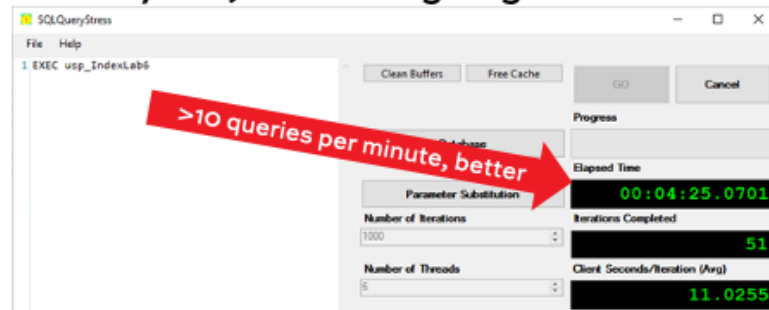 SQLQueryStress
File Help
1 EXEC usp_IndexLab6
Clean Buffers
Free Cache
GO
Cancel
>10 queries per minute, better
Progress
Database
Elapsed Time
00:04:25.0701
Parameter Substitution
Number of Iterations
1000
Iterations Completed
51
Number of Threads
6
Client Seconds/Iteration (Avg)
11.0255